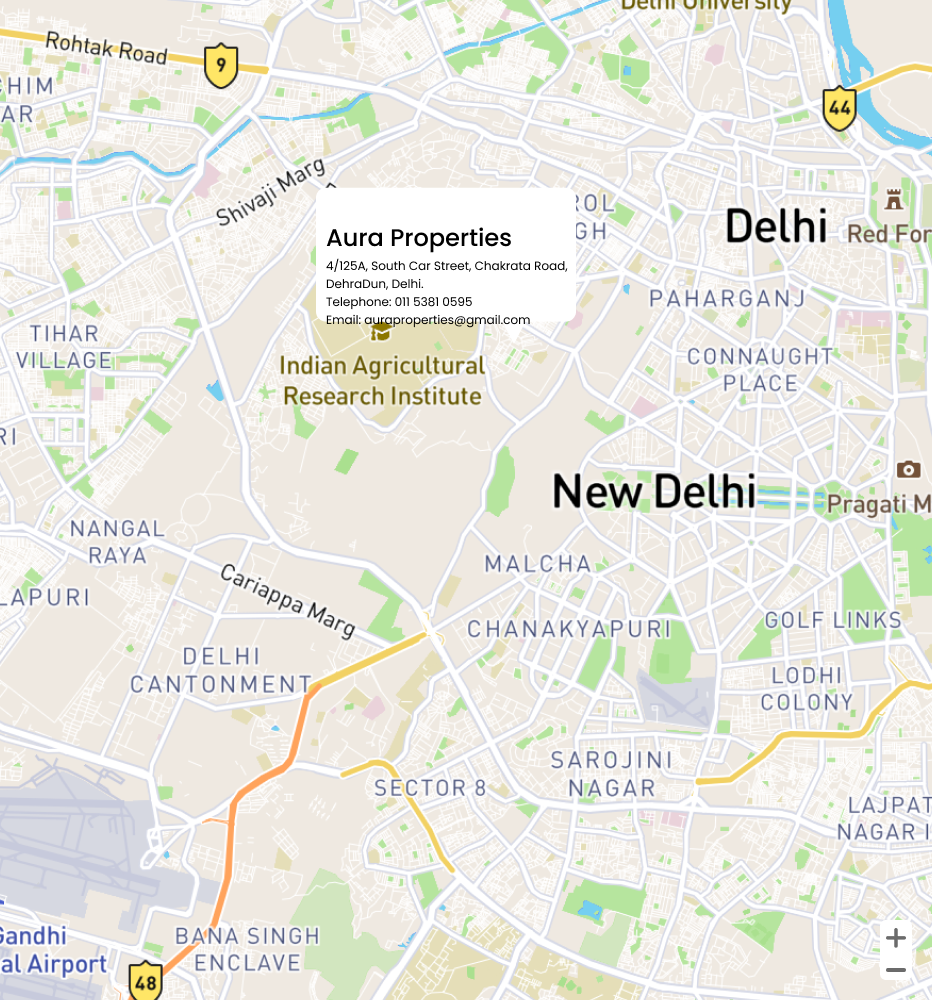 Delhi University
Rohtak Road
9
CHIM
AR
44
Shivaji Marg
ROL
GH
Delhi
Red For
Aura Properties
4/125A, South Car Street, Chakrata Road,
DehraDun, Delhi.
Telephone: 011 5381 0595
Email: auraproperties@gmail.com
PAHARGANJ
TIHAR
VILLAGE
CONNAUGHT
PLACE
Indian Agricultural
Research Institute
RI
New Delhi
Pragati M
NANGAL
RAYA
MALCHA
LAPURI
Cariappa Marg
GOLF LINKS
CHANAKYAPURI
DELHI
CANTONMENT
LODHI
COLONY
SAROJINI
NAGAR
SECTOR 8
LAJPAT
NAGAR I
Gandhi
al Airport
BANA SINGH
ENCLAVE
48
+
−